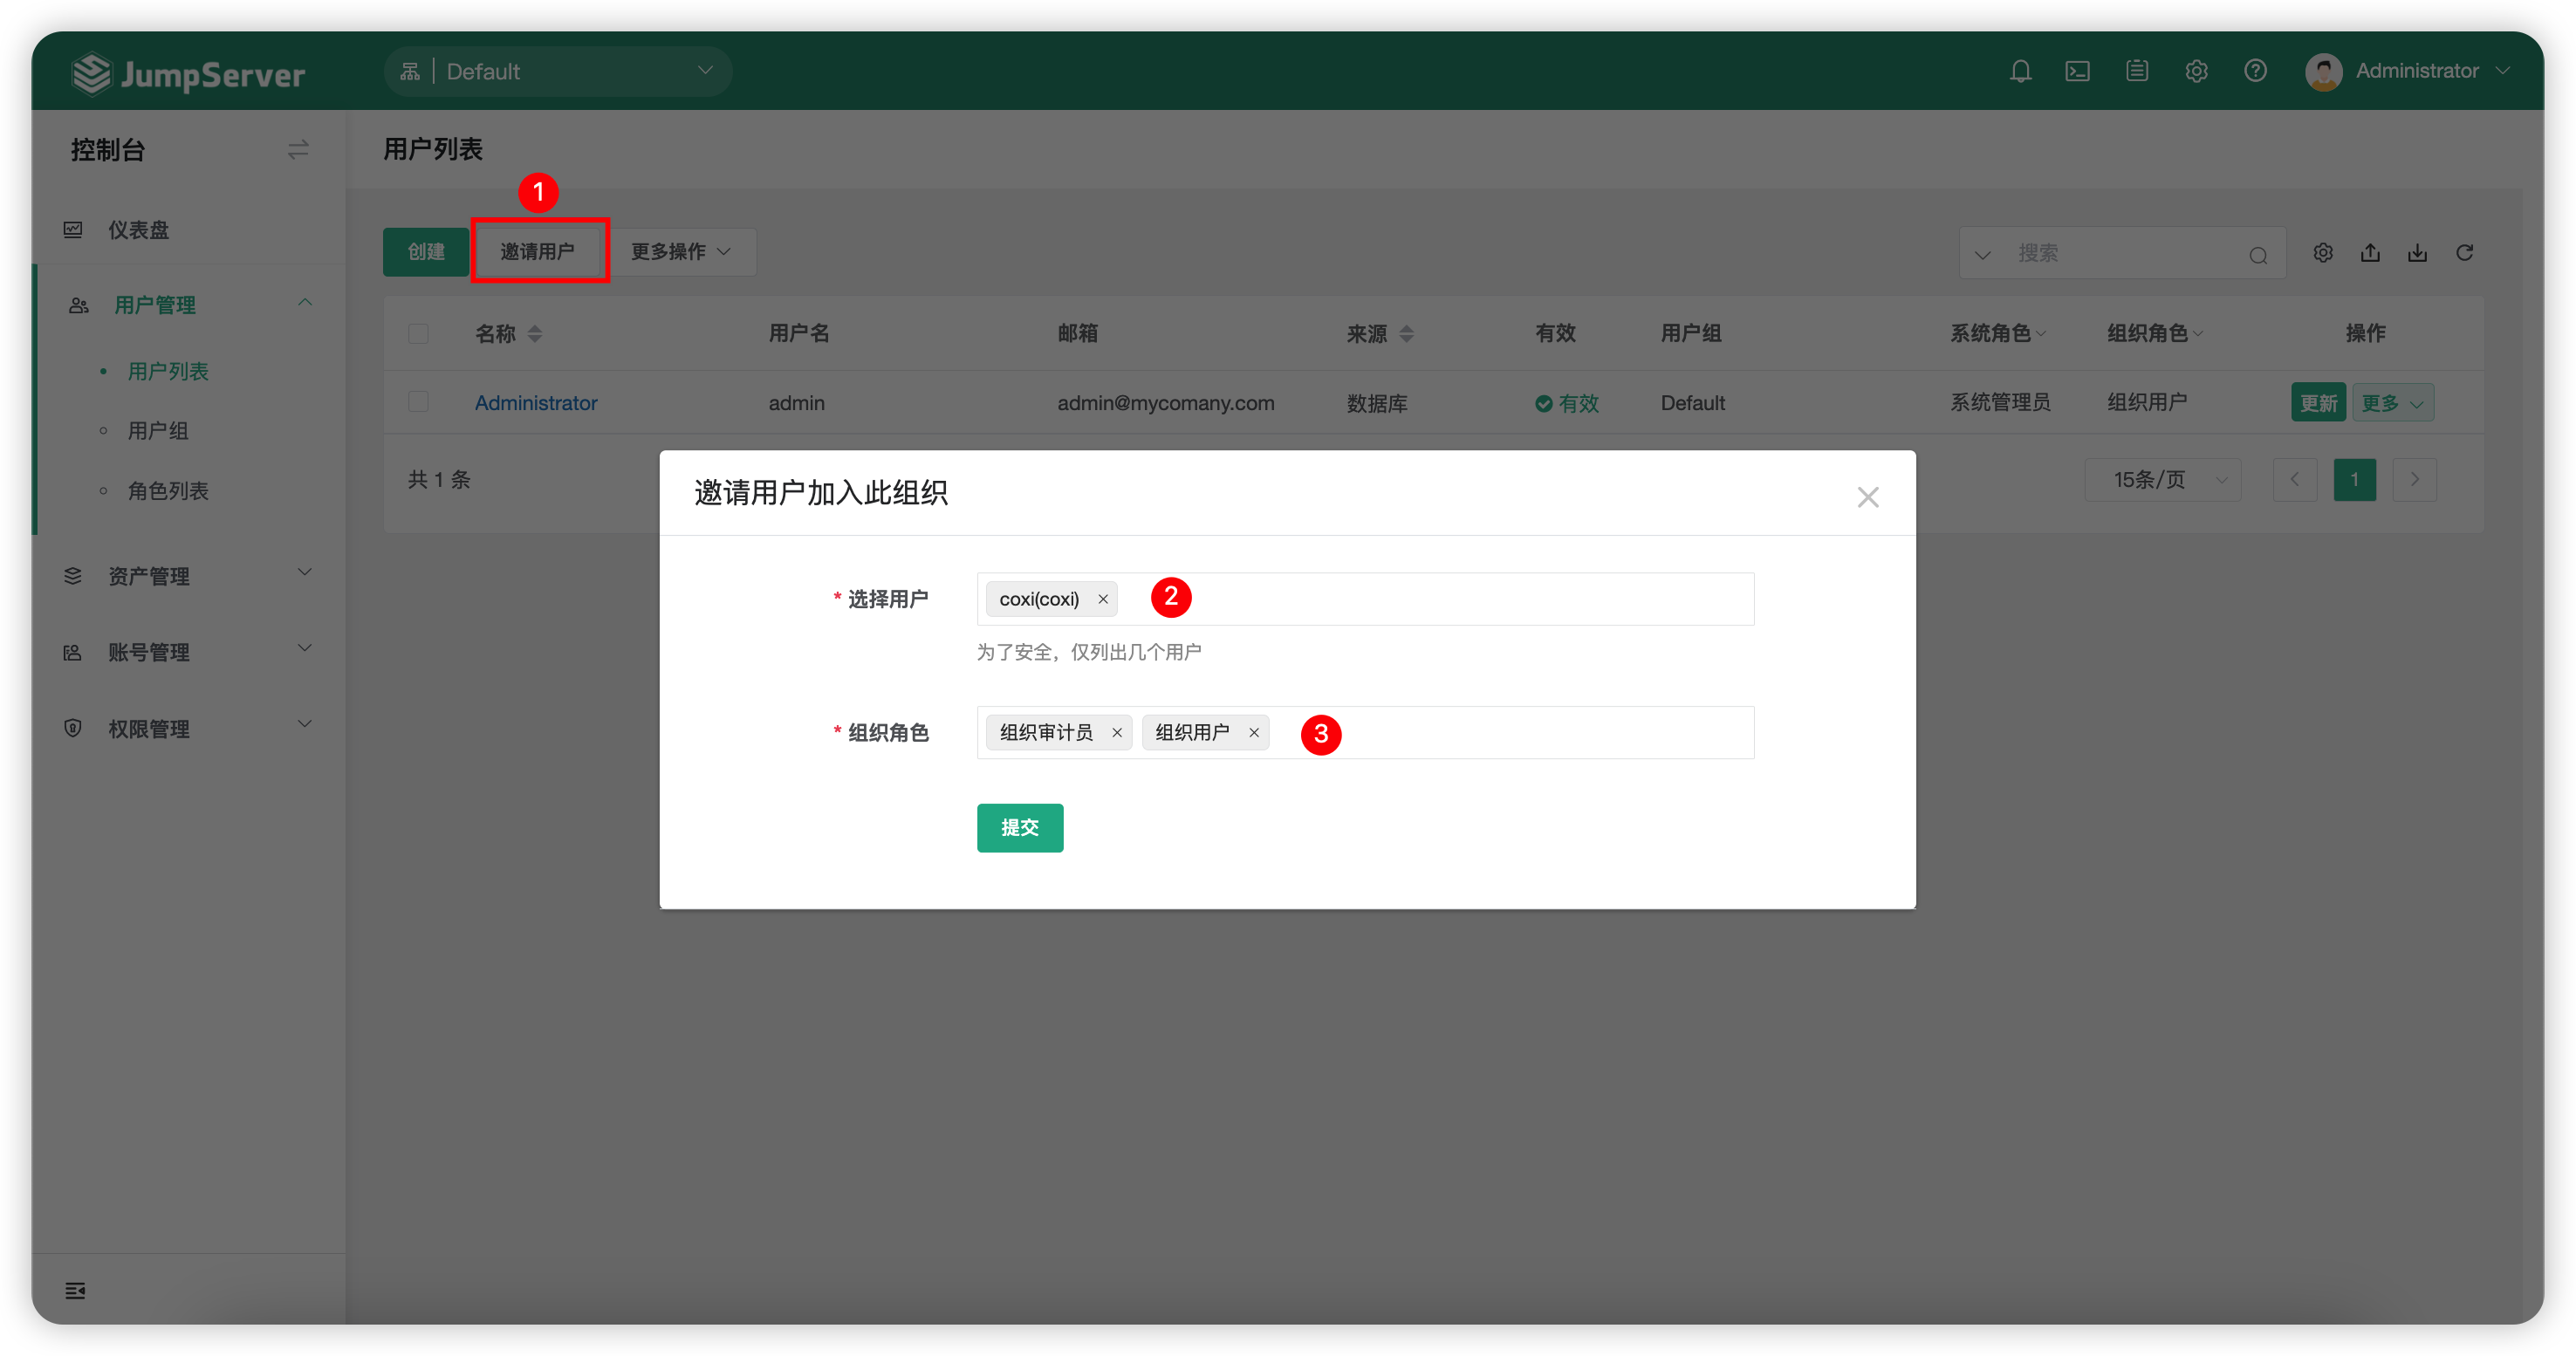 JumpServer
Default
Administrator
控制台
用户列表
1
仪表盘
创建 邀请用户 更多操作
搜索
用户管理
名称 用户名 邮箱 来源 有效 用户组 系统角色 组织角色 操作
用户列表
Administrator admin admin@mycomany.com 数据库 有效 Default 系统管理员 组织用户 更新 更多
用户组
共 1 条
15条/页 1
角色列表
邀请用户加入此组织
资产管理
* 选择用户 coxi(coxi) 2
账号管理
为了安全，仅列出几个用户
权限管理
* 组织角色 组织审计员 组织用户 3
提交